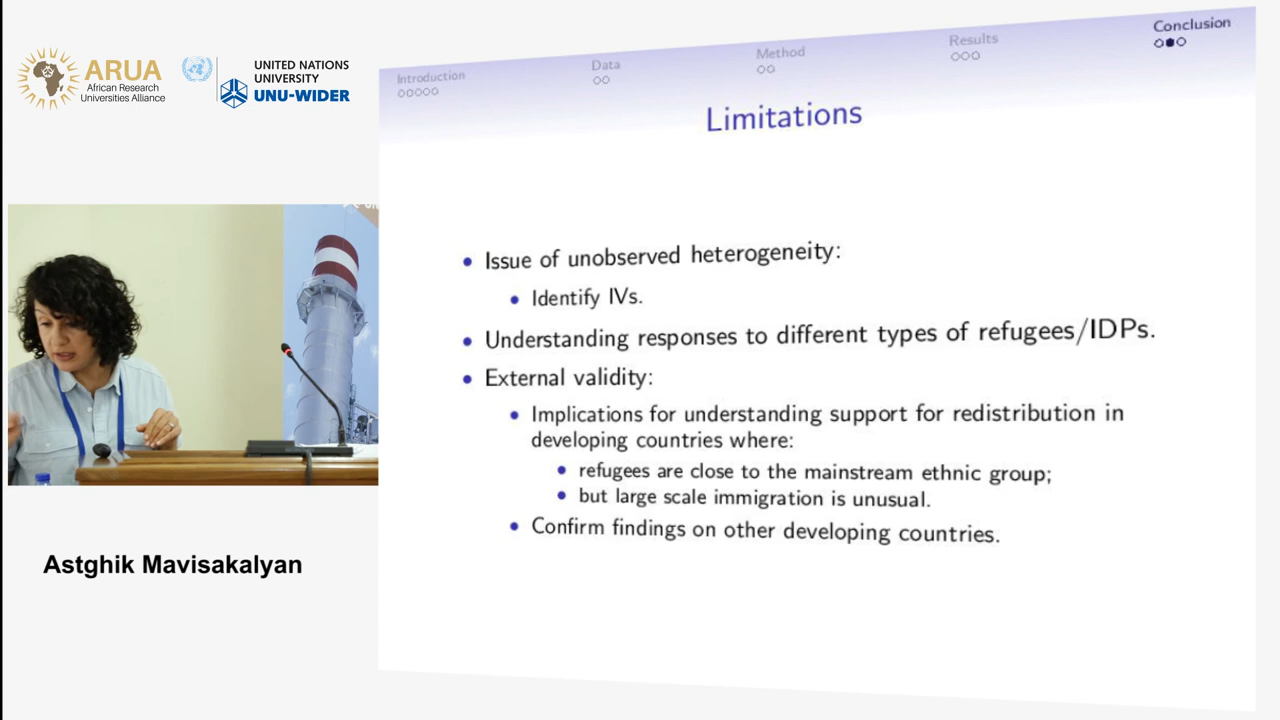 ARUA
African Research
Universities Alliance
UNITED NATIONS
UNIVERSITY
UNU-WIDER
Introduction
Data
Method
Results
Conclusion
Limitations
Issue of unobserved heterogeneity:
Identify IVs.
Understanding responses to different types of refugees/IDPs.
External validity:
Implications for understanding support for redistribution in
developing countries where:
refugees are close to the mainstream ethnic group;
but large scale immigration is unusual.
Confirm findings on other developing countries.
Astghik Mavisakalyan